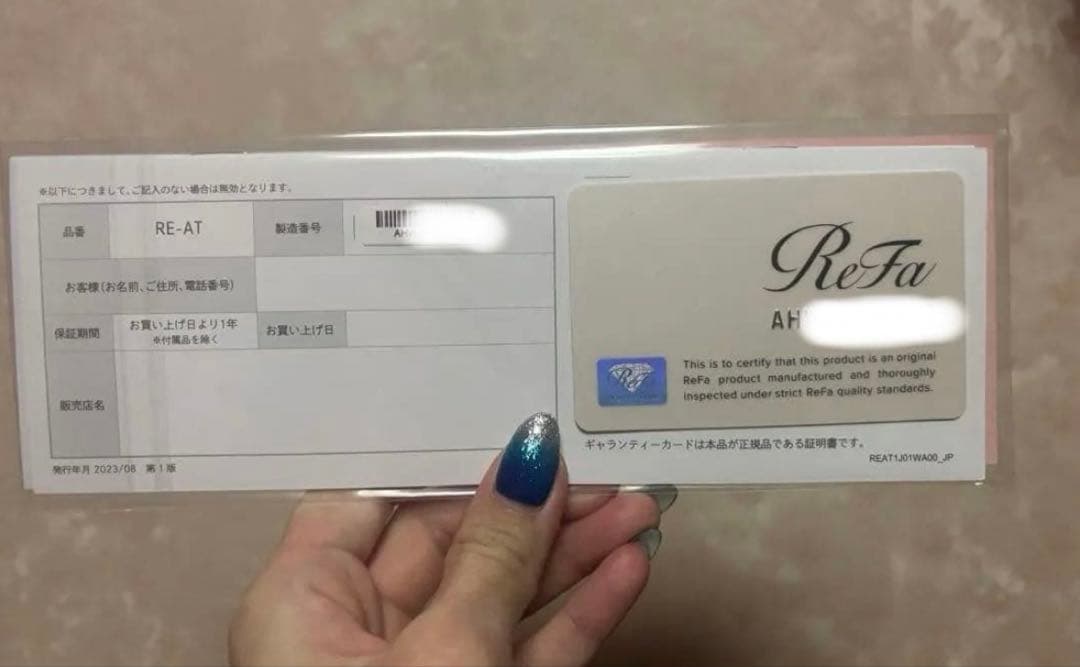 ※以下につきまして、ご記入のない場合は無効となります。
品番
RE-AT
製造番号
AH
お客様(お名前、ご住所、電話番号)
保証期間
お買い上げ日より1年
※付属品を除く
お買い上げ日
販売店名
発行年月 2023/08 第1版
ReFa
AH
ReFa
This is to certify that this product is an original
ReFa product manufactured and thoroughly
inspected under strict ReFa quality standards.
ギャランティーカードは本品が正規品である証明書です。
REAT1J01WA00_JP